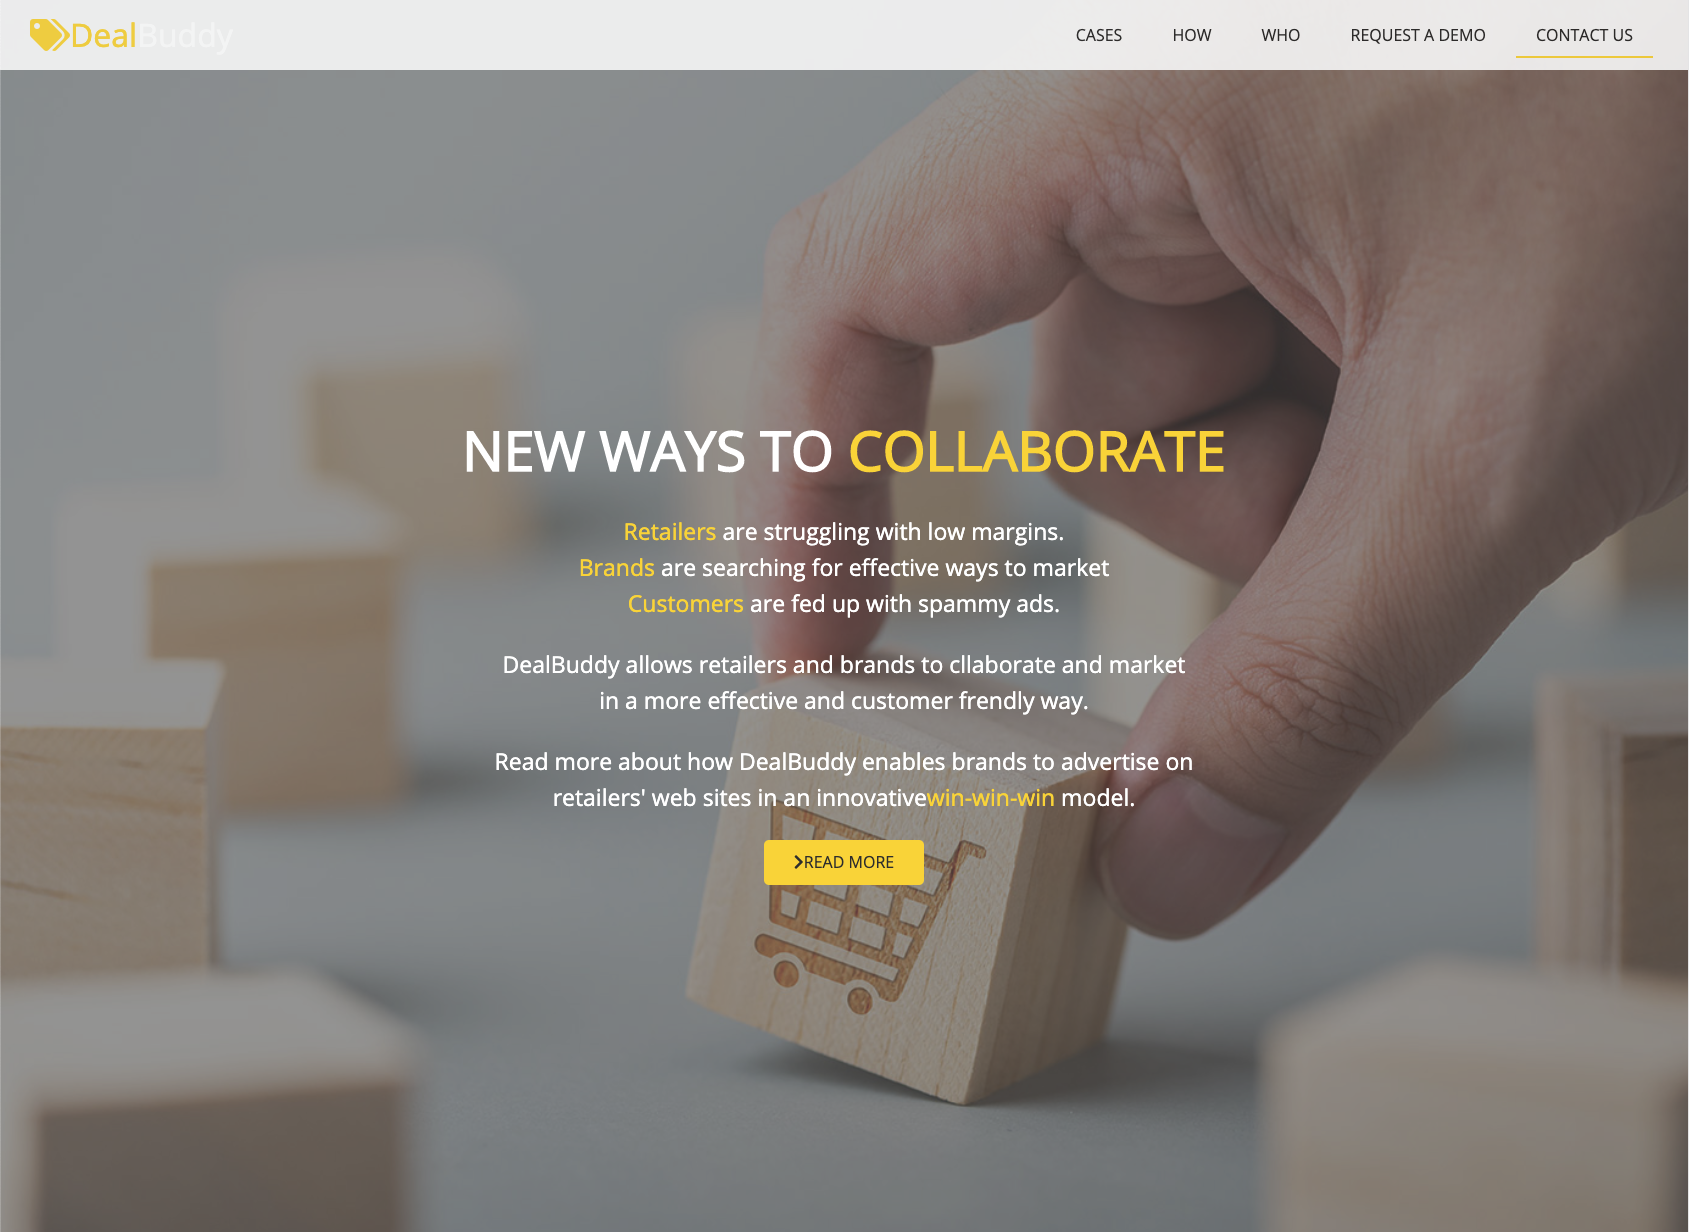 DealBuddy
CASES HOW WHO REQUEST A DEMO CONTACT US
NEW WAYS TO COLLABORATE
Retailers are struggling with low margins.
Brands are searching for effective ways to market
Customers are fed up with spammy ads.
DealBuddy allows retailers and brands to cllaborate and market
in a more effective and customer frendly way.
Read more about how DealBuddy enables brands to advertise on
retailers' web sites in an innovativewin-win-win model.
READ MORE